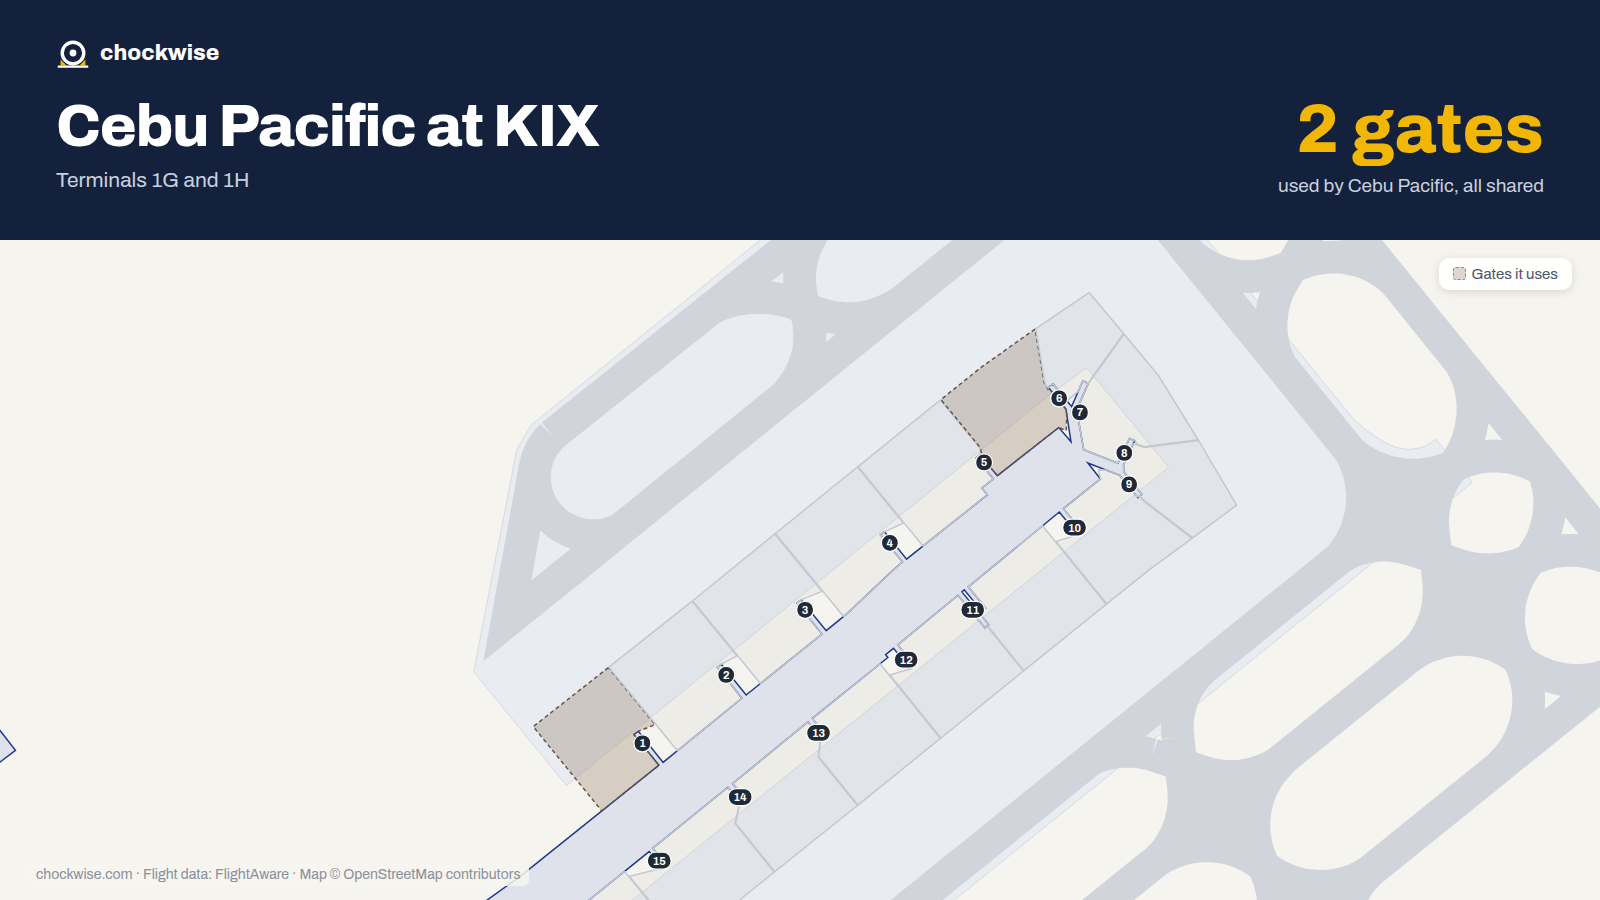 chockwise
Cebu Pacific at KIX
Terminals 1G and 1H
2 gates
used by Cebu Pacific, all shared
Gates it uses
6
7
5
8
9
10
4
3
11
12
2
13
1
14
15
chockwise.com · Flight data: FlightAware · Map © OpenStreetMap contributors